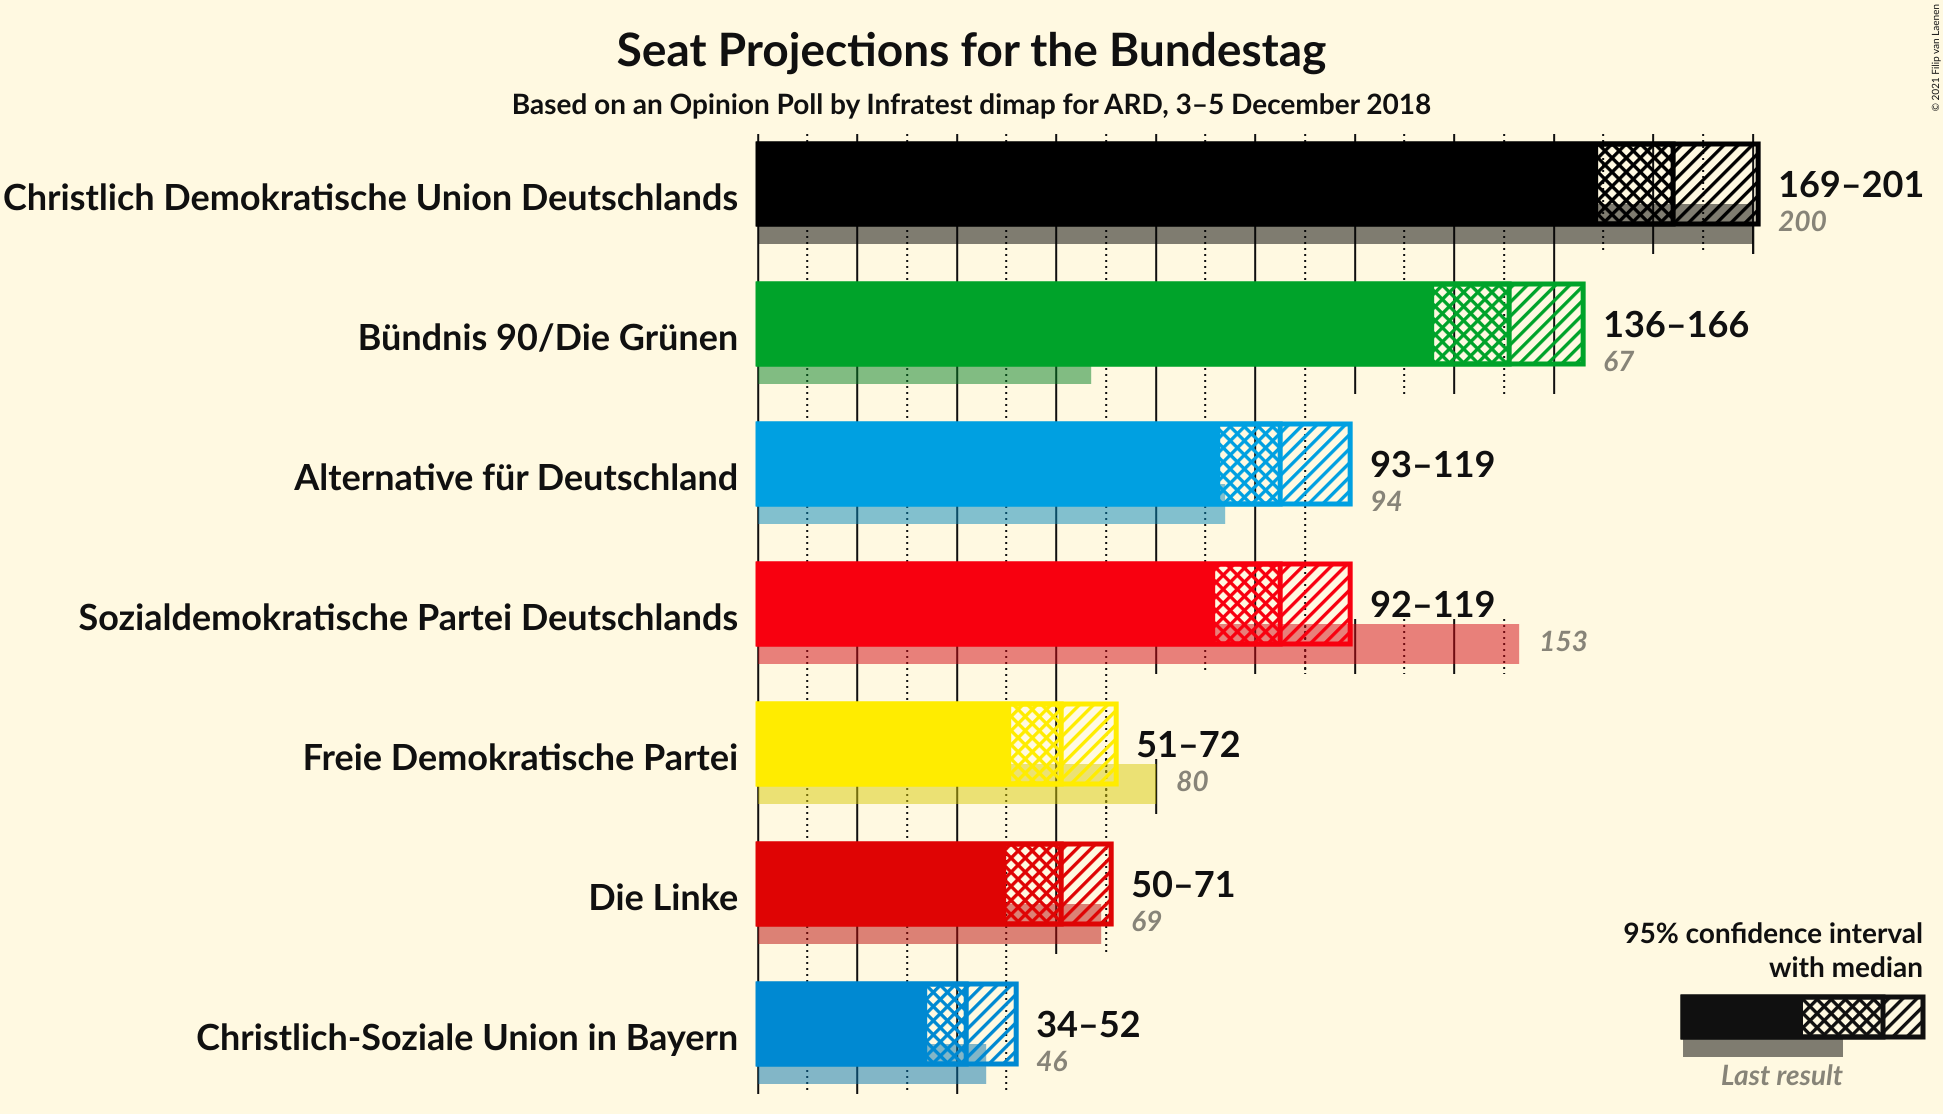 Seat Projections for the Bundestag
Based on an Opinion Poll by Infratest dimap for ARD, 3–5 December 2018
© 2021 Filip van Laenen
Christlich Demokratische Union Deutschlands
169–201
200
Bündnis 90/Die Grünen
136–166
67
Alternative für Deutschland
93–119
94
Sozialdemokratische Partei Deutschlands
92–119
153
Freie Demokratische Partei
51–72
80
Die Linke
50–71
69
Christlich-Soziale Union in Bayern
34–52
46
95% confidence interval
with median
Last result